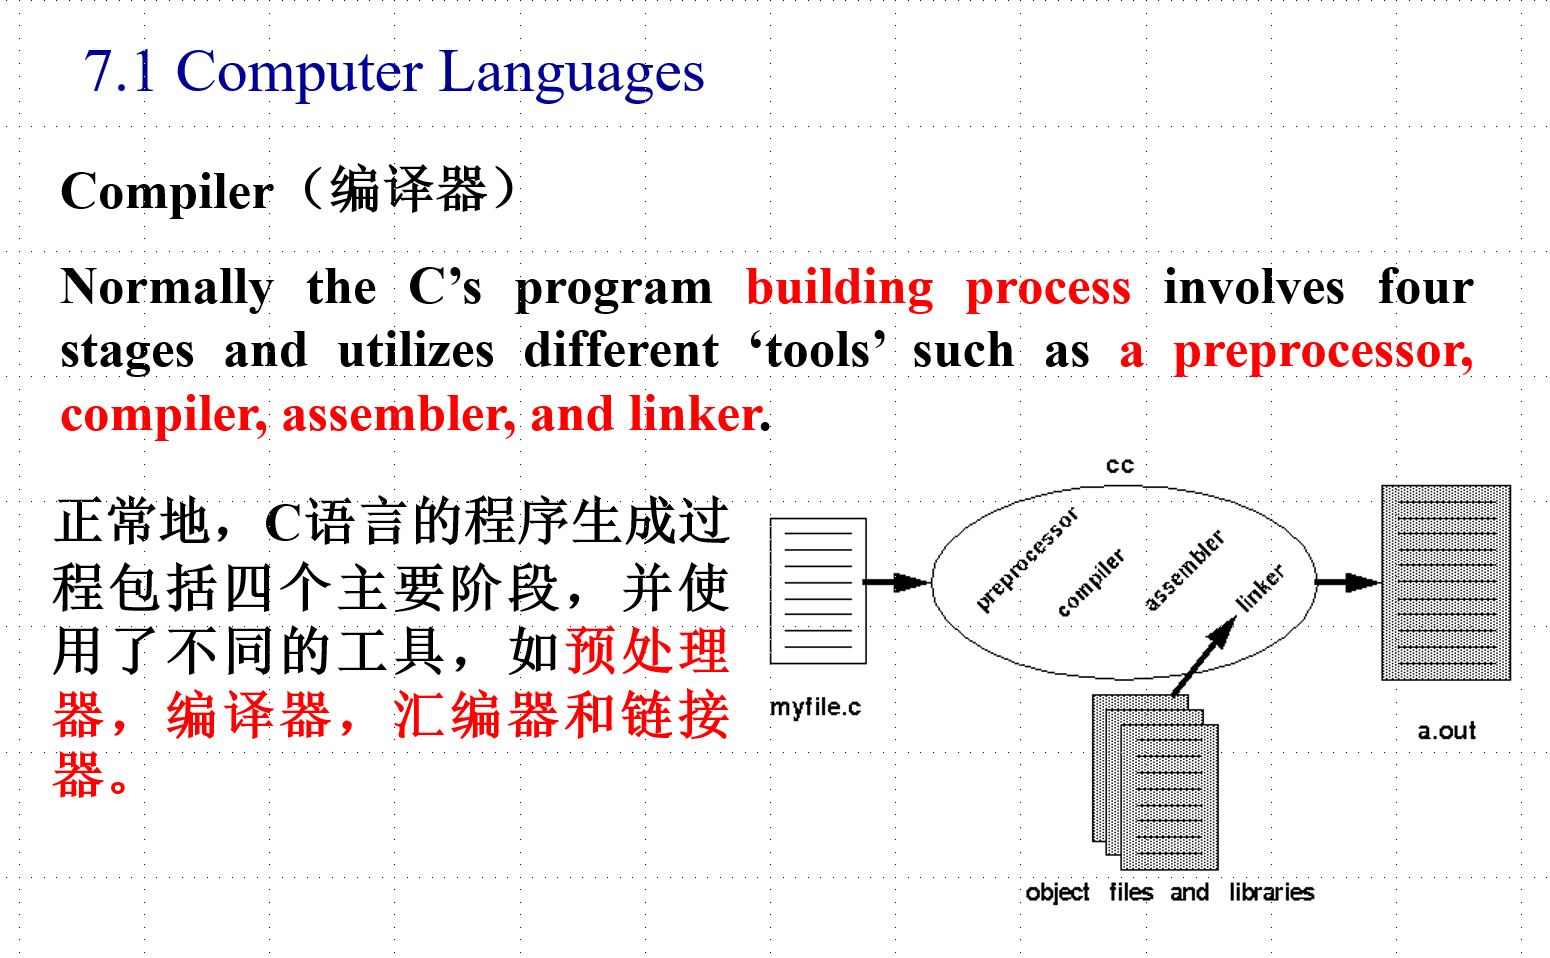 7.1 Computer Languages
Compiler（编译器）
Normally the C’s program building process involves four
stages and utilizes different ‘tools’ such as a preprocessor,
compiler, assembler, and linker.
正常地，C语言的程序生成过
程包括四个主要阶段，并使
用了不同的工具，如预处理
器，编译器，汇编器和链接
器。
cc
preprocessor
compiler
assembler
linker
myfile.c
a.out
object files and libraries